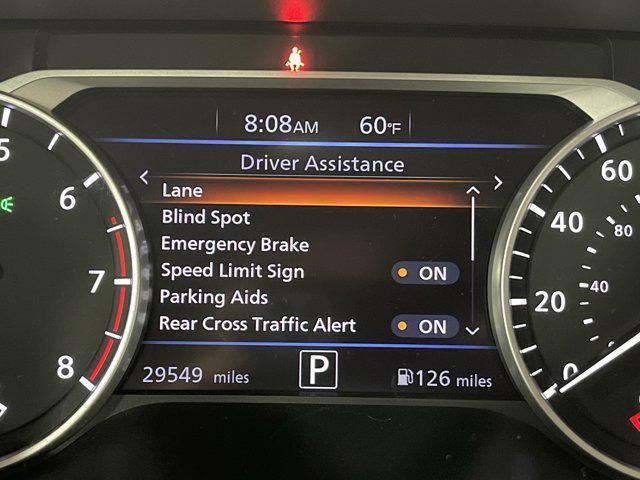 8:08AM 60°F
Driver Assistance
Lane
Blind Spot
Emergency Brake
Speed Limit Sign ON
Parking Aids
Rear Cross Traffic Alert ON
29549 miles P 126 miles
5
6
7
8
60
80
40
40
20
0